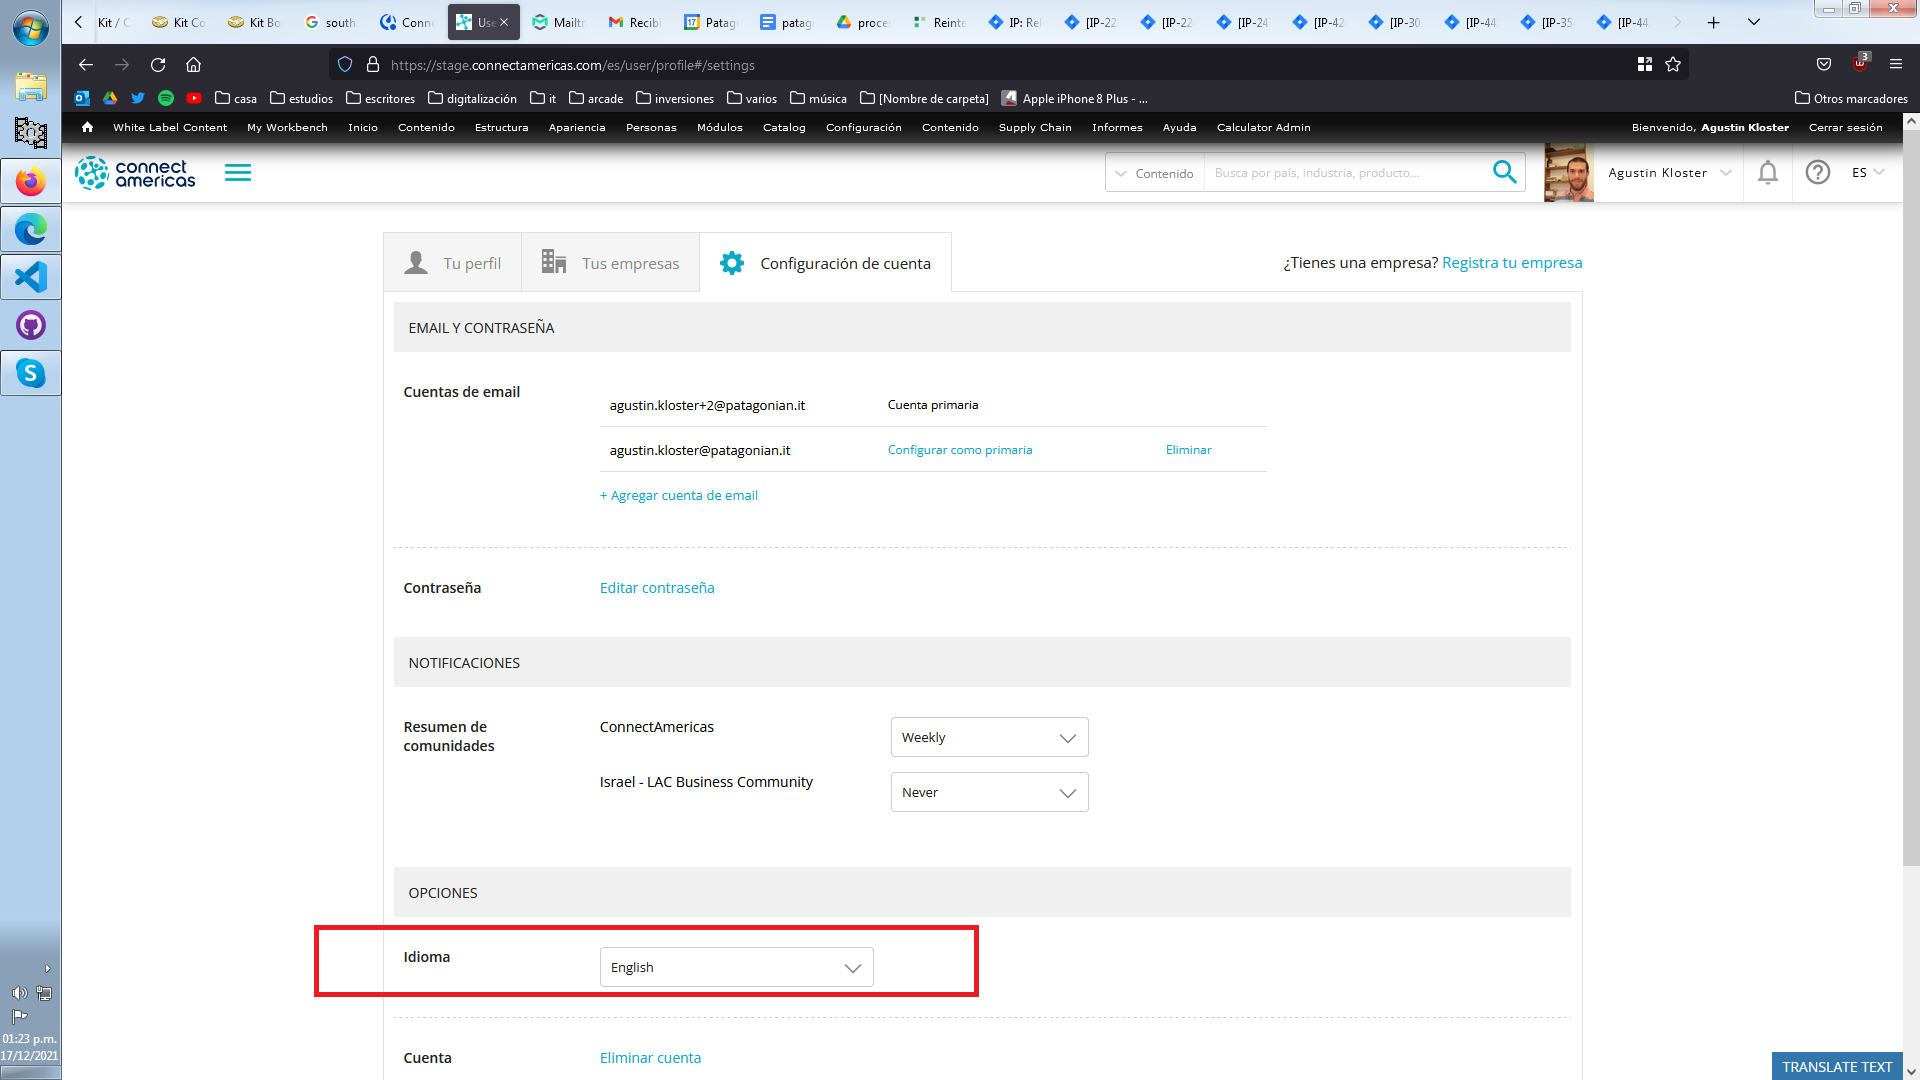 Kit / C
Kit Co
Kit Bo
south
Conne
Use
Mailtr
Recibi
Patag
patag
proce
Reinte
IP: Rel
[IP-22
[IP-22
[IP-24
[IP-42
[IP-30
[IP-44
[IP-35
[IP-44
https://stage.connectamericas.com/es/user/profile#/settings
3
casa
estudios
escritores
digitalización
it
arcade
inversiones
varios
música
[Nombre de carpeta]
Apple iPhone 8 Plus - ...
Otros marcadores
White Label Content
My Workbench
Inicio
Contenido
Estructura
Apariencia
Personas
Módulos
Catalog
Configuración
Contenido
Supply Chain
Informes
Ayuda
Calculator Admin
Bienvenido, Agustin Kloster
Cerrar sesión
connect
americas
Contenido
Busca por país, industria, producto...
Agustin Kloster
ES
Tu perfil
Tus empresas
Configuración de cuenta
¿Tienes una empresa? Registra tu empresa
EMAIL Y CONTRASEÑA
Cuentas de email
agustin.kloster+2@patagonian.it
Cuenta primaria
agustin.kloster@patagonian.it
Configurar como primaria
Eliminar
+ Agregar cuenta de email
Contraseña
Editar contraseña
NOTIFICACIONES
Resumen de
comunidades
ConnectAmericas
Weekly
Israel - LAC Business Community
Never
OPCIONES
Idioma
English
Cuenta
Eliminar cuenta
TRANSLATE TEXT
01:23 p.m.
17/12/2021